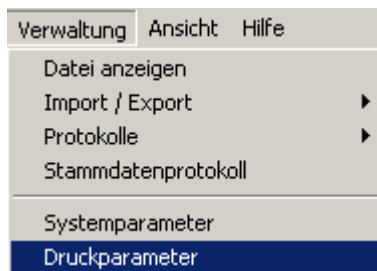 Verwaltung Ansicht Hilfe
Datei anzeigen
Import / Export
Protokolle
Stammdatenprotokoll
Systemparameter
Druckparameter